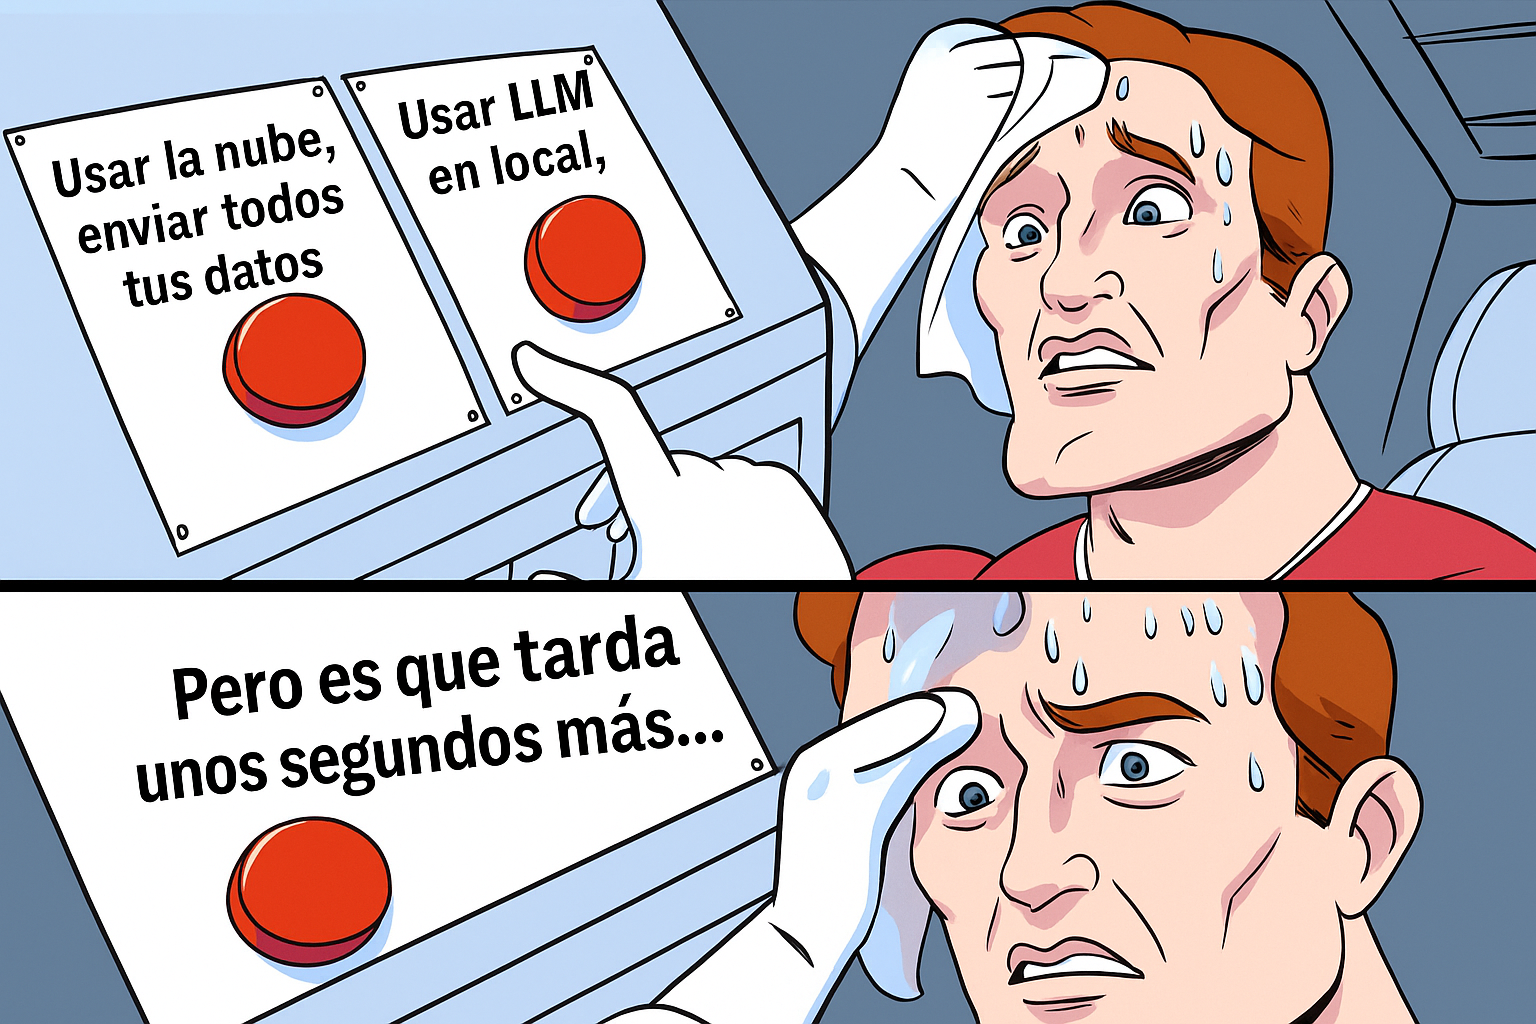 Usar la nube,
enviar todos
tus datos
Usar LLM
en local,
Pero es que tarda
unos segundos más...